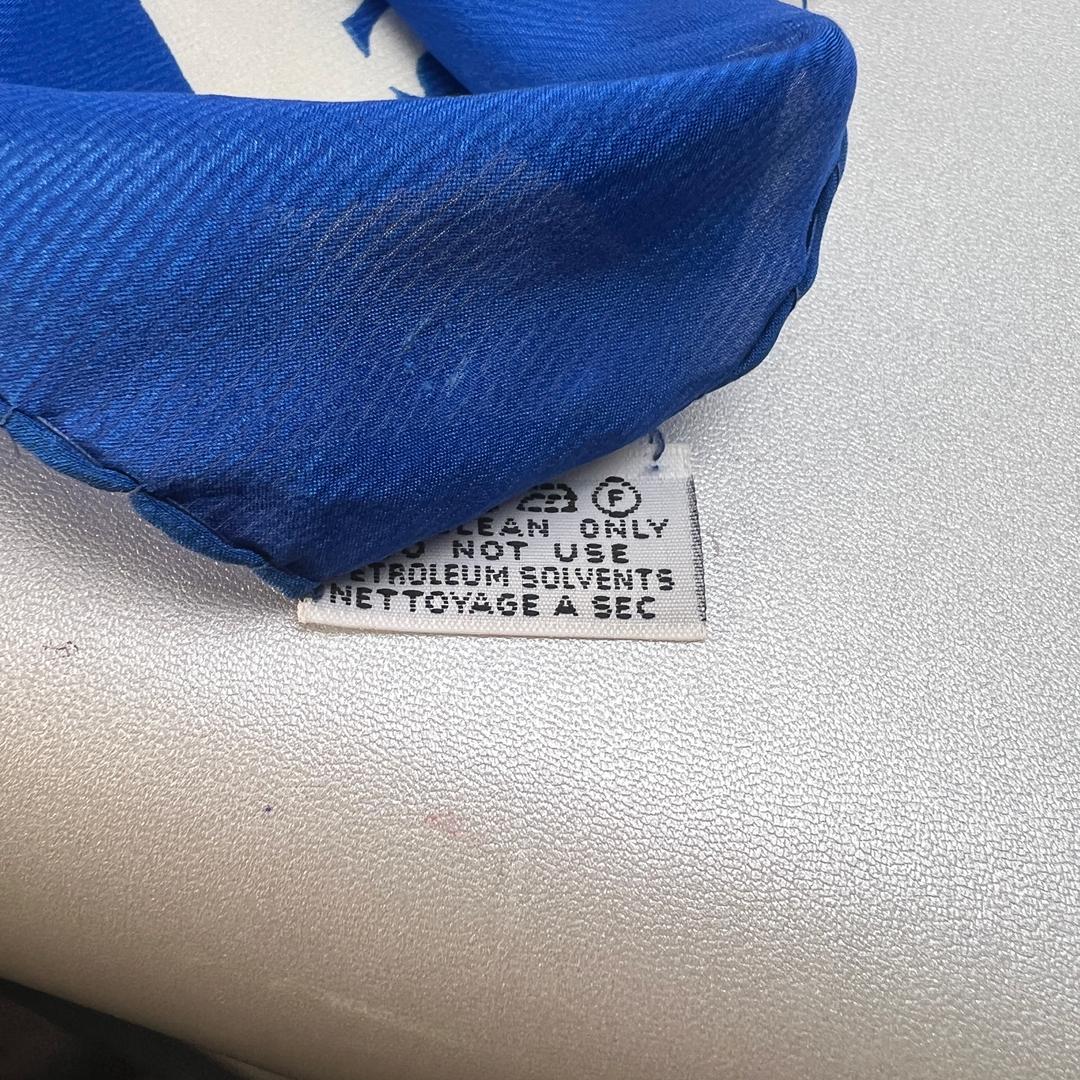 F
LEAN ONLY
O NOT USE
ETROLEUM SOLVENTS
NETTOYAGE A SEC